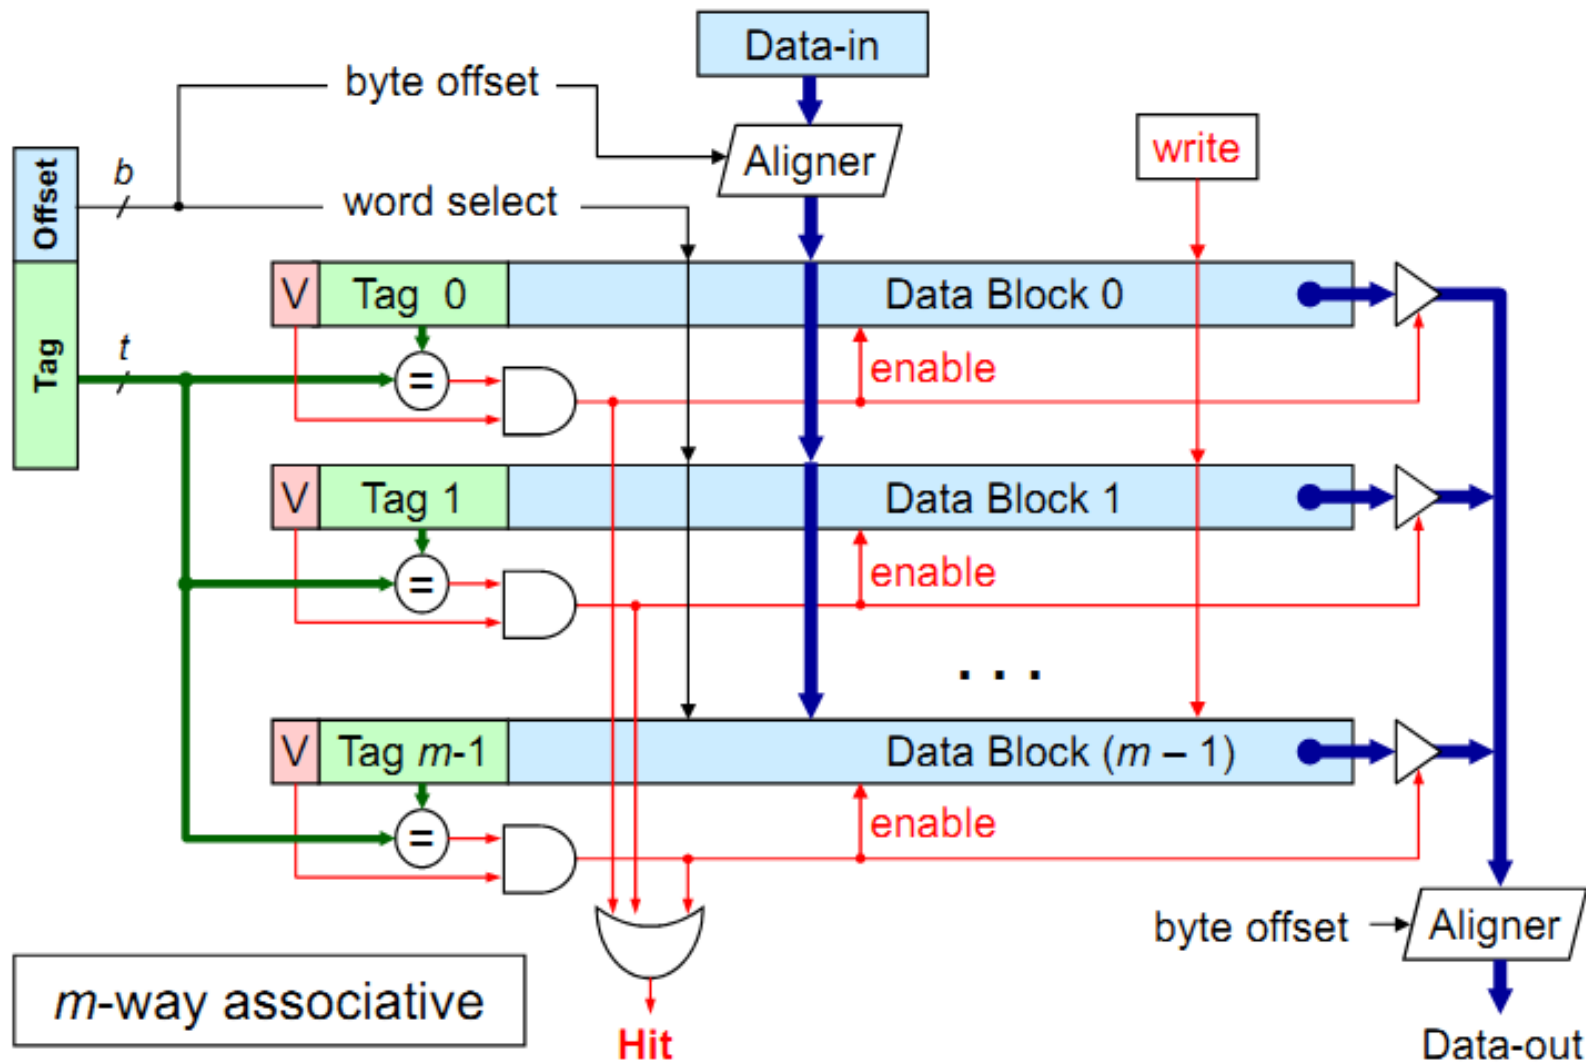 Data-in
byte offset
Aligner
write
Offset
b
word select
Tag
t
V
Tag 0
Data Block 0
=
enable
V
Tag 1
Data Block 1
=
enable
. . .
V
Tag m-1
Data Block (m – 1)
=
enable
byte offset
Aligner
m-way associative
Hit
Data-out